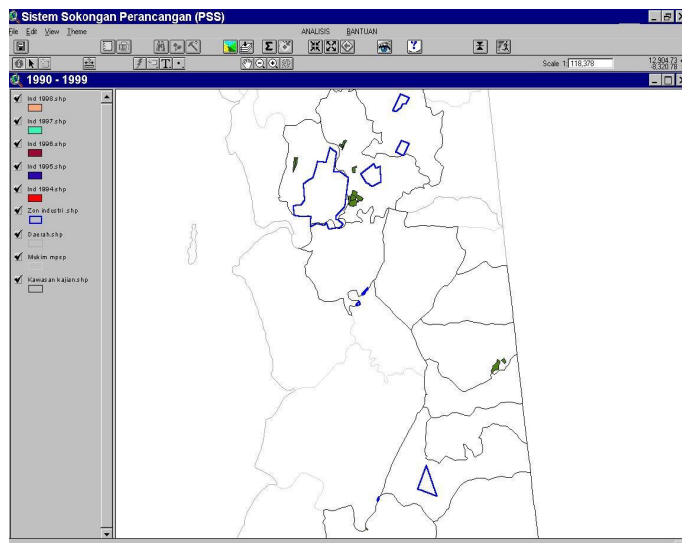 Sistem Sokongan Perancangan (PSS)
File Edit View Theme ANALISIS BANTUAN
Scale 1: 118,378
12,904.73
-8,320.78
1990 - 1999
Ind 1998.shp
Ind 1997.shp
Ind 1996.shp
Ind 1995.shp
Ind 1994.shp
Zon industri .shp
Daerah.shp
Mukim mpsp
Kawasan kajian.shp